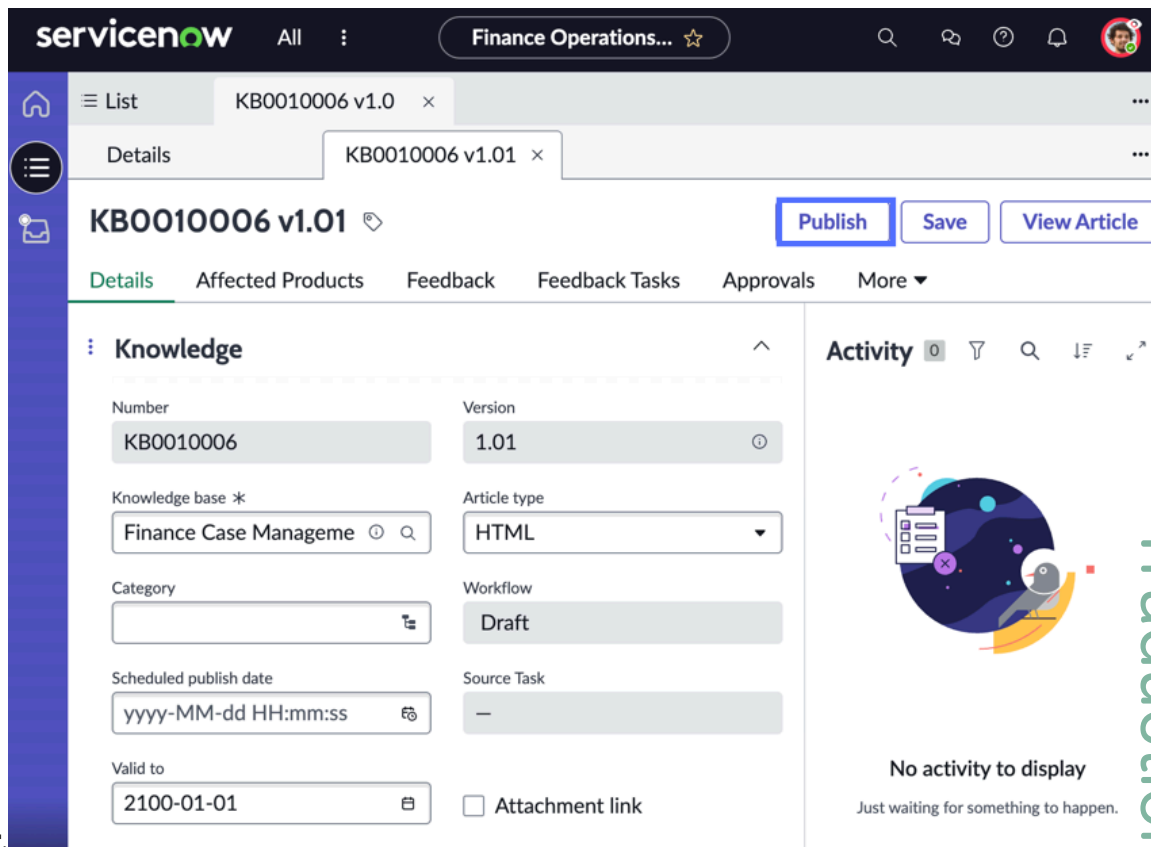 servicenow All Finance Operations...
List KB0010006 v1.0
Details KB0010006 v1.01
KB0010006 v1.01 Publish Save View Article
Details Affected Products Feedback Feedback Tasks Approvals More
Knowledge
Activity 0
Number Version
KB0010006 1.01
Knowledge base * Article type
Finance Case Manageme HTML
Category Workflow
Draft
Scheduled publish date Source Task
yyyy-MM-dd HH:mm:ss —
Valid to
2100-01-01 Attachment link
No activity to display
Just waiting for something to happen.